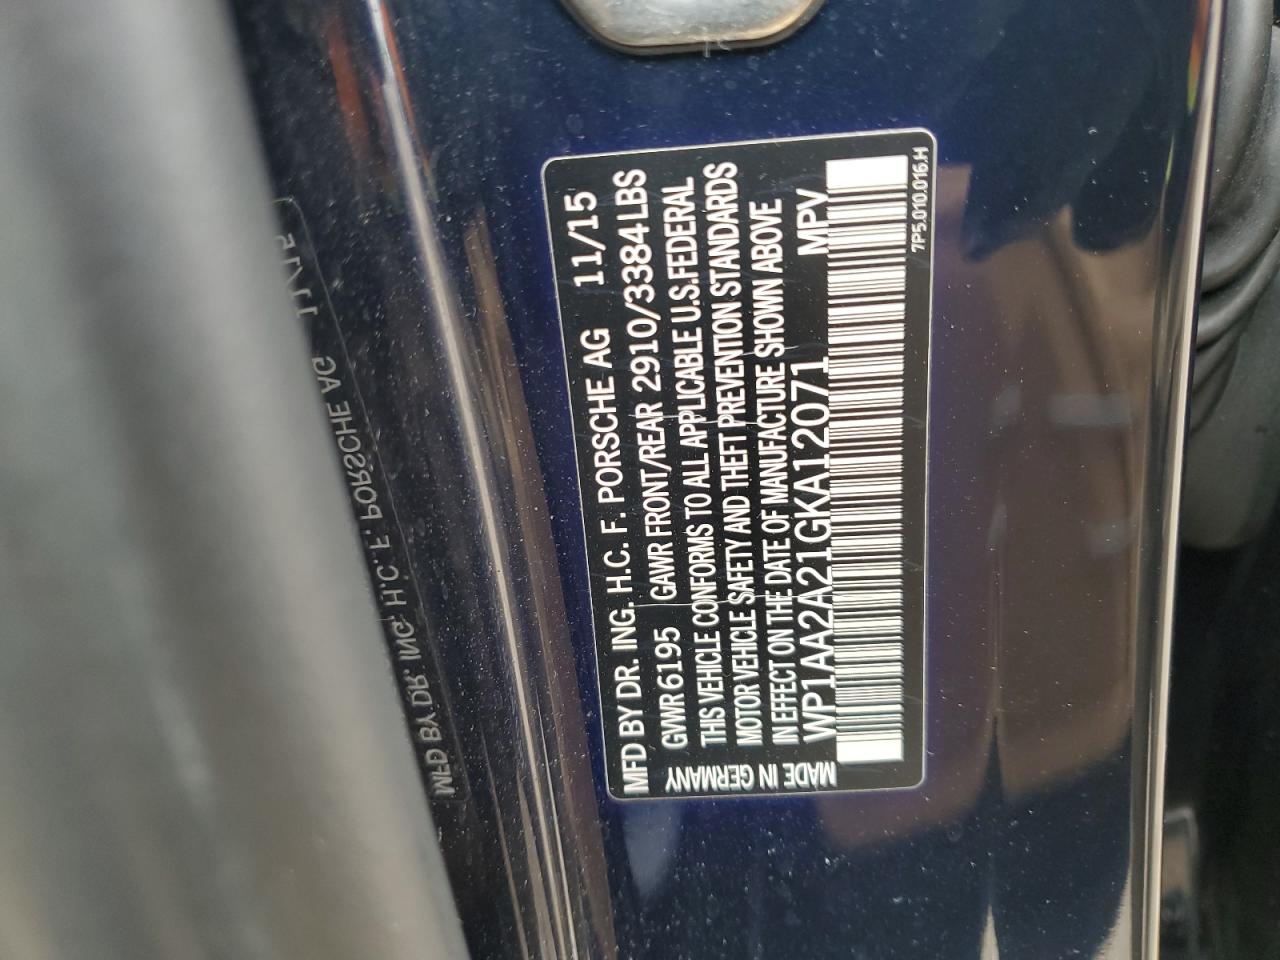 MFD BY DR. ING. H.C. F. PORSCHE AG 11/15
GVWR 6195 GAWR FRONT/REAR 2910/3384 LBS
THIS VEHICLE CONFORMS TO ALL APPLICABLE U.S.FEDERAL
MOTOR VEHICLE SAFETY AND THEFT PREVENTION STANDARDS
IN EFFECT ON THE DATE OF MANUFACTURE SHOWN ABOVE
WP1AA2A21GKA12071 MPV
MADE IN GERMANY
7P5.010.016.H
MFD BY DR. ING. H.C. F. PORSCHE AG 11/15